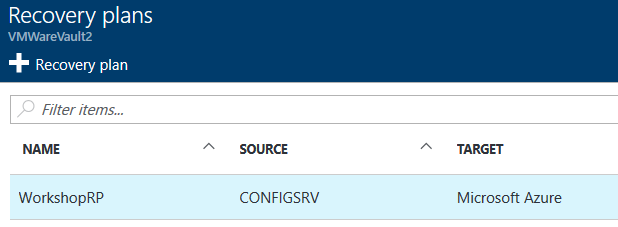 Recovery plans
VMWareVault2
Recovery plan
Filter items...
NAME SOURCE TARGET
WorkshopRP CONFIGSRV Microsoft Azure